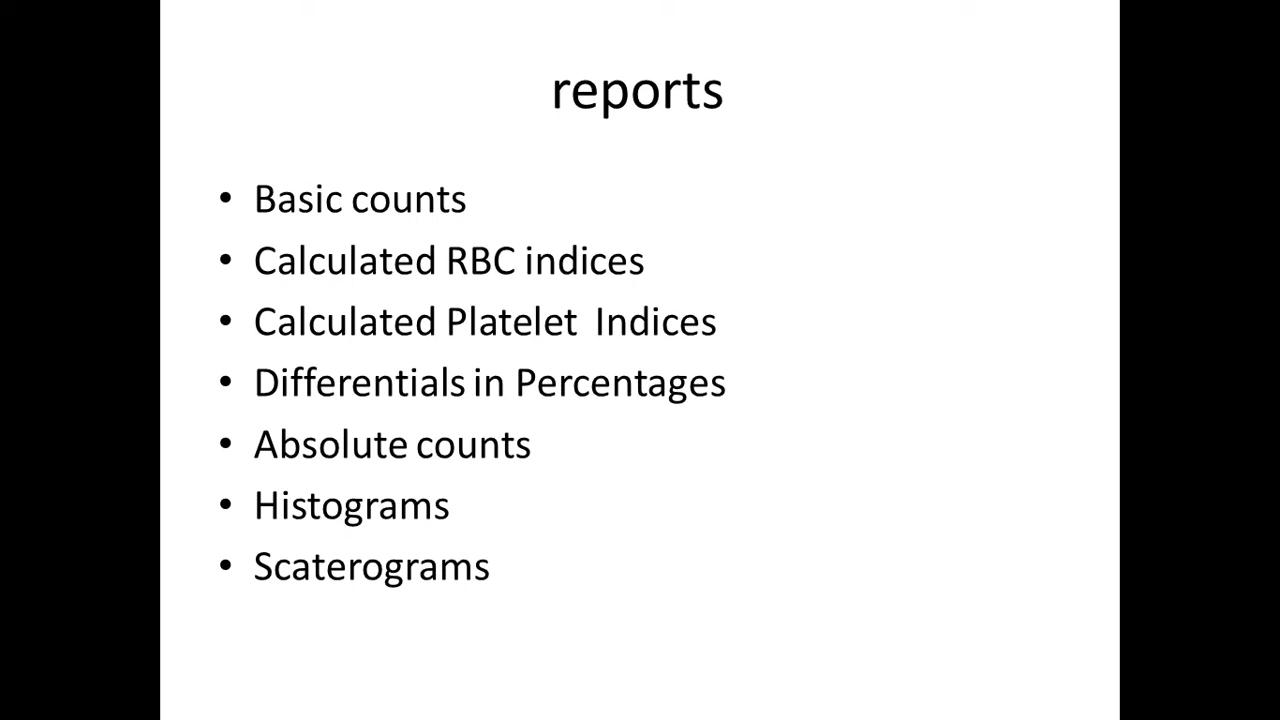 reports
• Basic counts
• Calculated RBC indices
• Calculated Platelet  Indices
• Differentials in Percentages
• Absolute counts
• Histograms
• Scaterograms